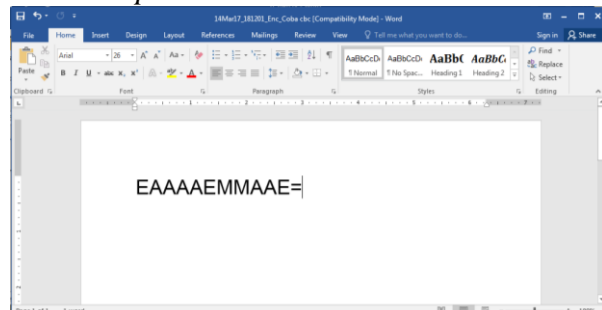 14Mar17_181201_Enc_Coba cbc [Compatibility Mode] - Word
File Home Insert Design Layout References Mailings Review View Tell me what you want to do... Sign in Share
Paste
Arial 26
B I U abc
AaBbCcDc AaBbCcDc AaBbC AaBbC
¶ Normal ¶ No Spac... Heading 1 Heading 2
Find
Replace
Select
Clipboard Font Paragraph Styles Editing
EAAAAEMMAAE=